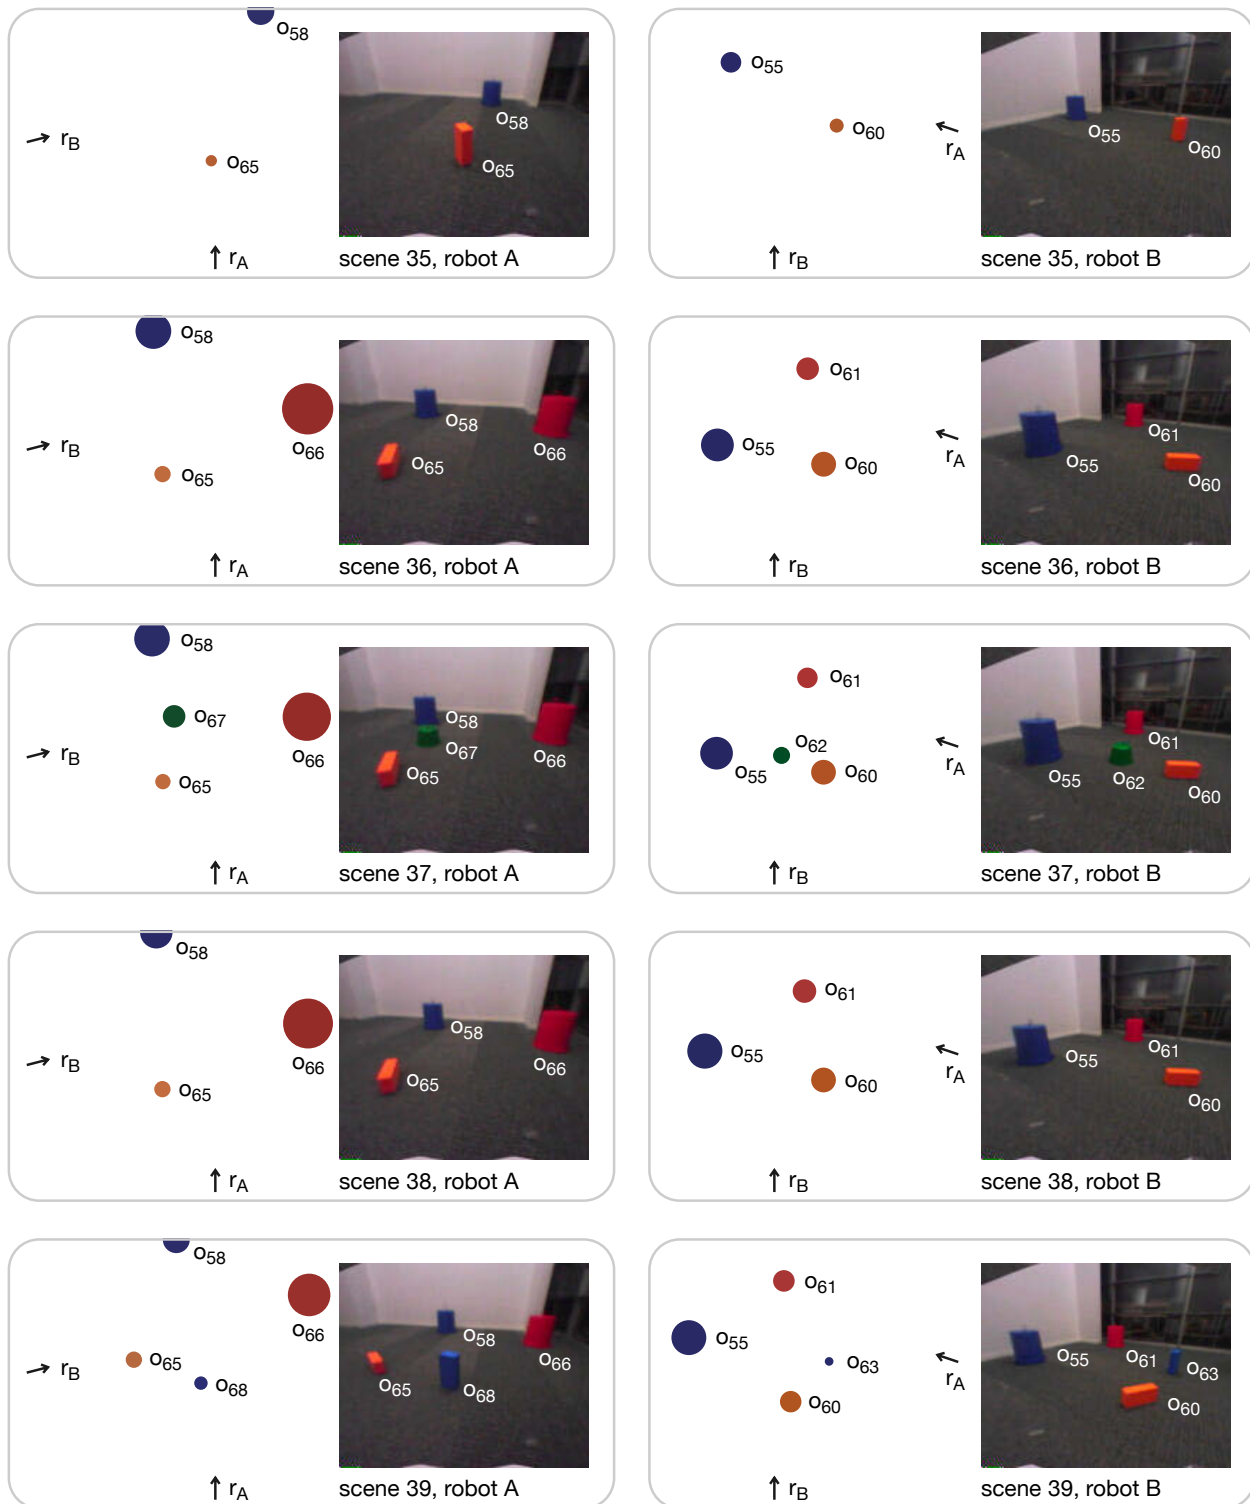 o58
o58
rB
o65
o65
rA
scene 35, robot A
o55
o55
o60
rA
o60
rB
scene 35, robot B
o58
o58
o66
o66
rB
o65
o65
rA
scene 36, robot A
o61
o61
o55
o55
o60
rA
o60
rB
scene 36, robot B
o58
o58
o67
o67
o66
o66
rB
o65
o65
rA
scene 37, robot A
o61
o61
o62
o62
o55
o55
o60
rA
o60
rB
scene 37, robot B
o58
o58
o66
o66
rB
o65
o65
rA
scene 38, robot A
o61
o61
o55
o55
o60
rA
o60
rB
scene 38, robot B
o58
o58
o66
o66
rB
o65
o65
o68
o68
rA
scene 39, robot A
o61
o61
o55
o55
o63
o63
rA
o60
o60
rB
scene 39, robot B